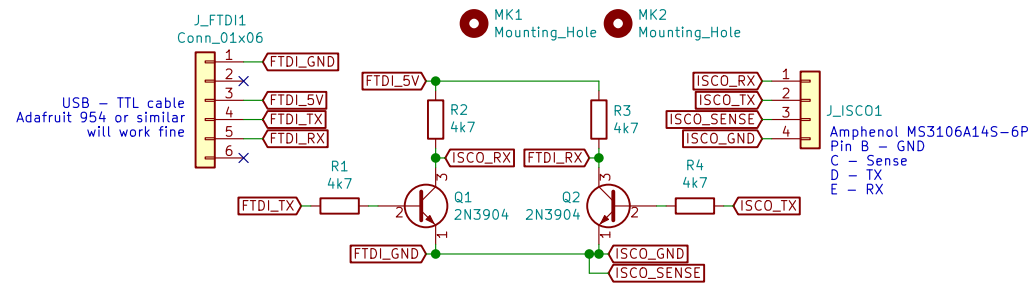 MK1
Mounting_Hole
MK2
Mounting_Hole
J_FTDI1
Conn_01x06
1
FTDI_GND
2
3
FTDI_5V
4
FTDI_TX
5
FTDI_RX
6
USB – TTL cable
Adafruit 954 or similar
will work fine
FTDI_5V
R2
4k7
R3
4k7
ISCO_RX
FTDI_RX
R1
4k7
FTDI_TX
2
3
1
Q1
2N3904
Q2
2N3904
3
2
1
R4
4k7
ISCO_TX
FTDI_GND
ISCO_GND
ISCO_SENSE
ISCO_RX
1
ISCO_TX
2
ISCO_SENSE
3
ISCO_GND
4
J_ISCO1
Amphenol MS3106A14S-6P
Pin B – GND
C – Sense
D – TX
E – RX